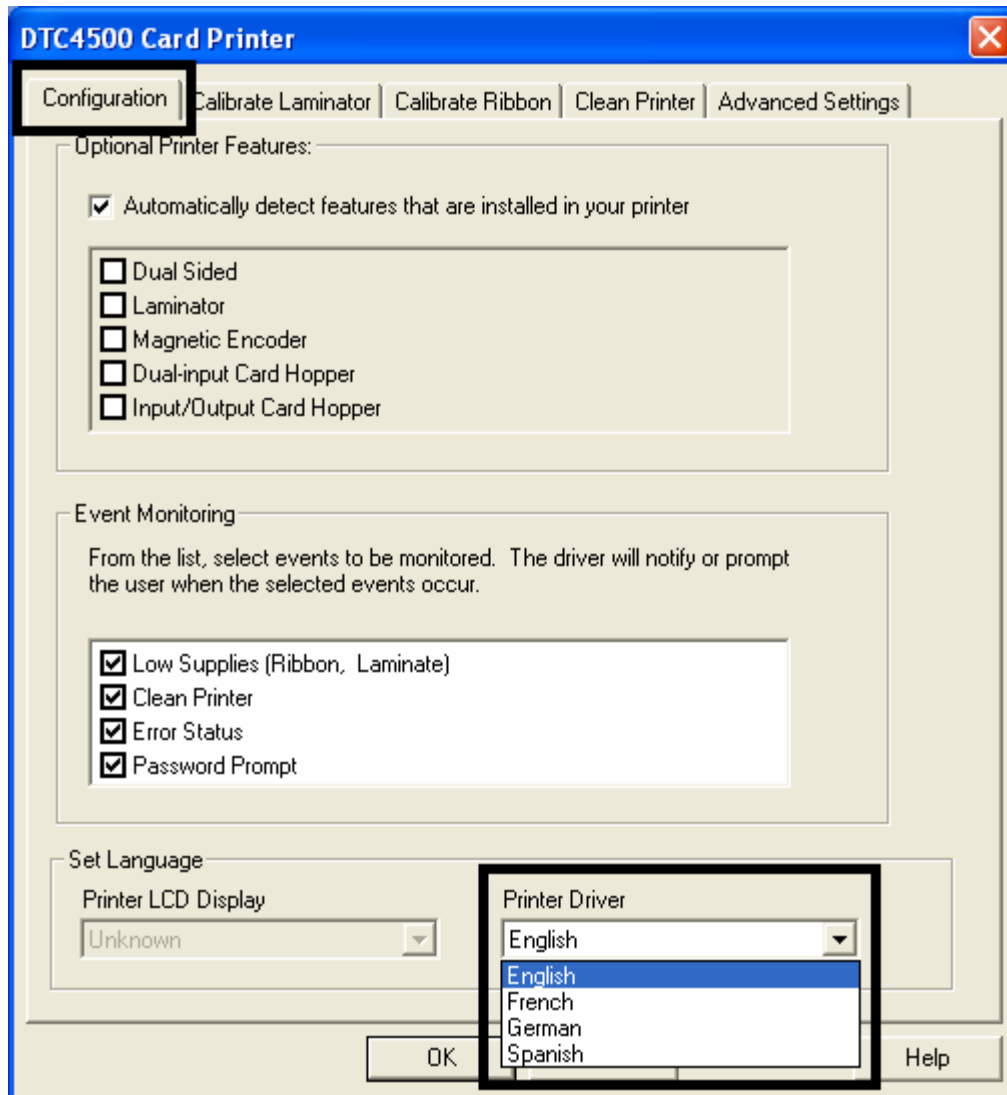 DTC4500 Card Printer
Configuration Calibrate Laminator Calibrate Ribbon Clean Printer Advanced Settings
Optional Printer Features:
Automatically detect features that are installed in your printer
Dual Sided
Laminator
Magnetic Encoder
Dual-input Card Hopper
Input/Output Card Hopper
Event Monitoring
From the list, select events to be monitored. The driver will notify or prompt
the user when the selected events occur.
Low Supplies (Ribbon, Laminate)
Clean Printer
Error Status
Password Prompt
Set Language
Printer LCD Display
Unknown
Printer Driver
English
English
French
German
Spanish
OK
Help